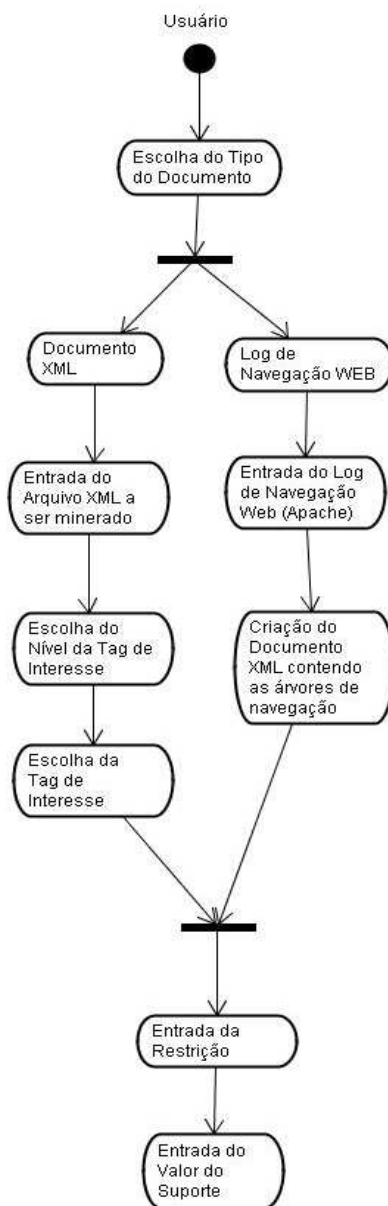 Usuário
Escolha do Tipo
do Documento
Documento
XML
Log de
Navegação WEB
Entrada do
Arquivo XML a
ser minerado
Entrada do Log
de Navegação
Web (Apache)
Escolha do
Nível da Tag de
Interesse
Criação do
Documento
XML contendo
as árvores de
navegação
Escolha da
Tag de
Interesse
Entrada da
Restrição
Entrada do
Valor do
Suporte